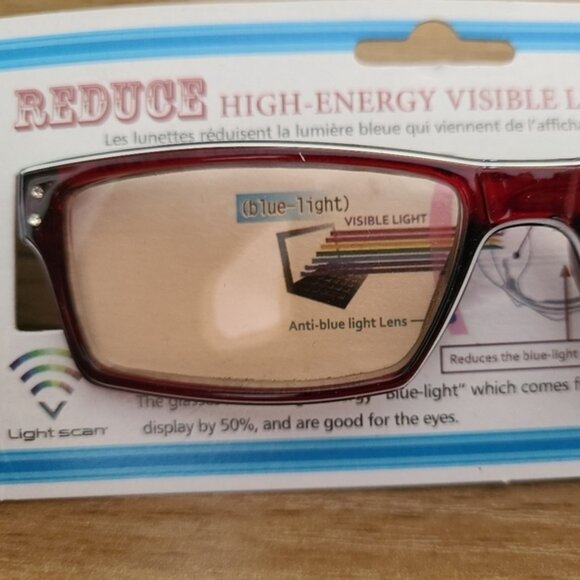 REDUCE HIGH-ENERGY VISIBLE
Les lunettes réduisent la lumière bleue qui viennent de
(blue-light)
VISIBLE LIGHT
Anti-blue light Lens
Reduces the blue-light
The "Blue-light" which comes
Light scan
display by 50%, and are good for the eyes.